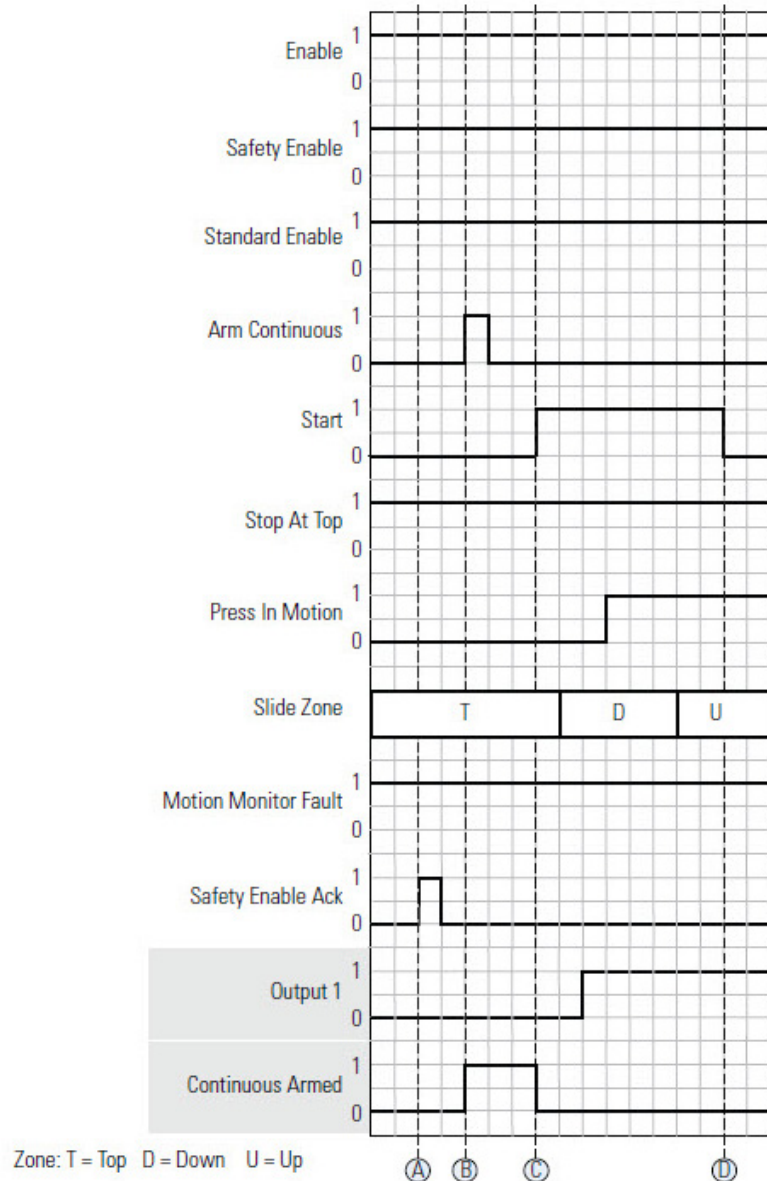 1
Enable
0
1
Safety Enable
0
1
Standard Enable
0
1
Arm Continuous
0
1
Start
0
1
Stop At Top
0
1
Press In Motion
0
Slide Zone T D U
1
Motion Monitor Fault
0
1
Safety Enable Ack
0
1
Output 1
0
1
Continuous Armed
0
Zone: T = Top D = Down U = Up
A B C D